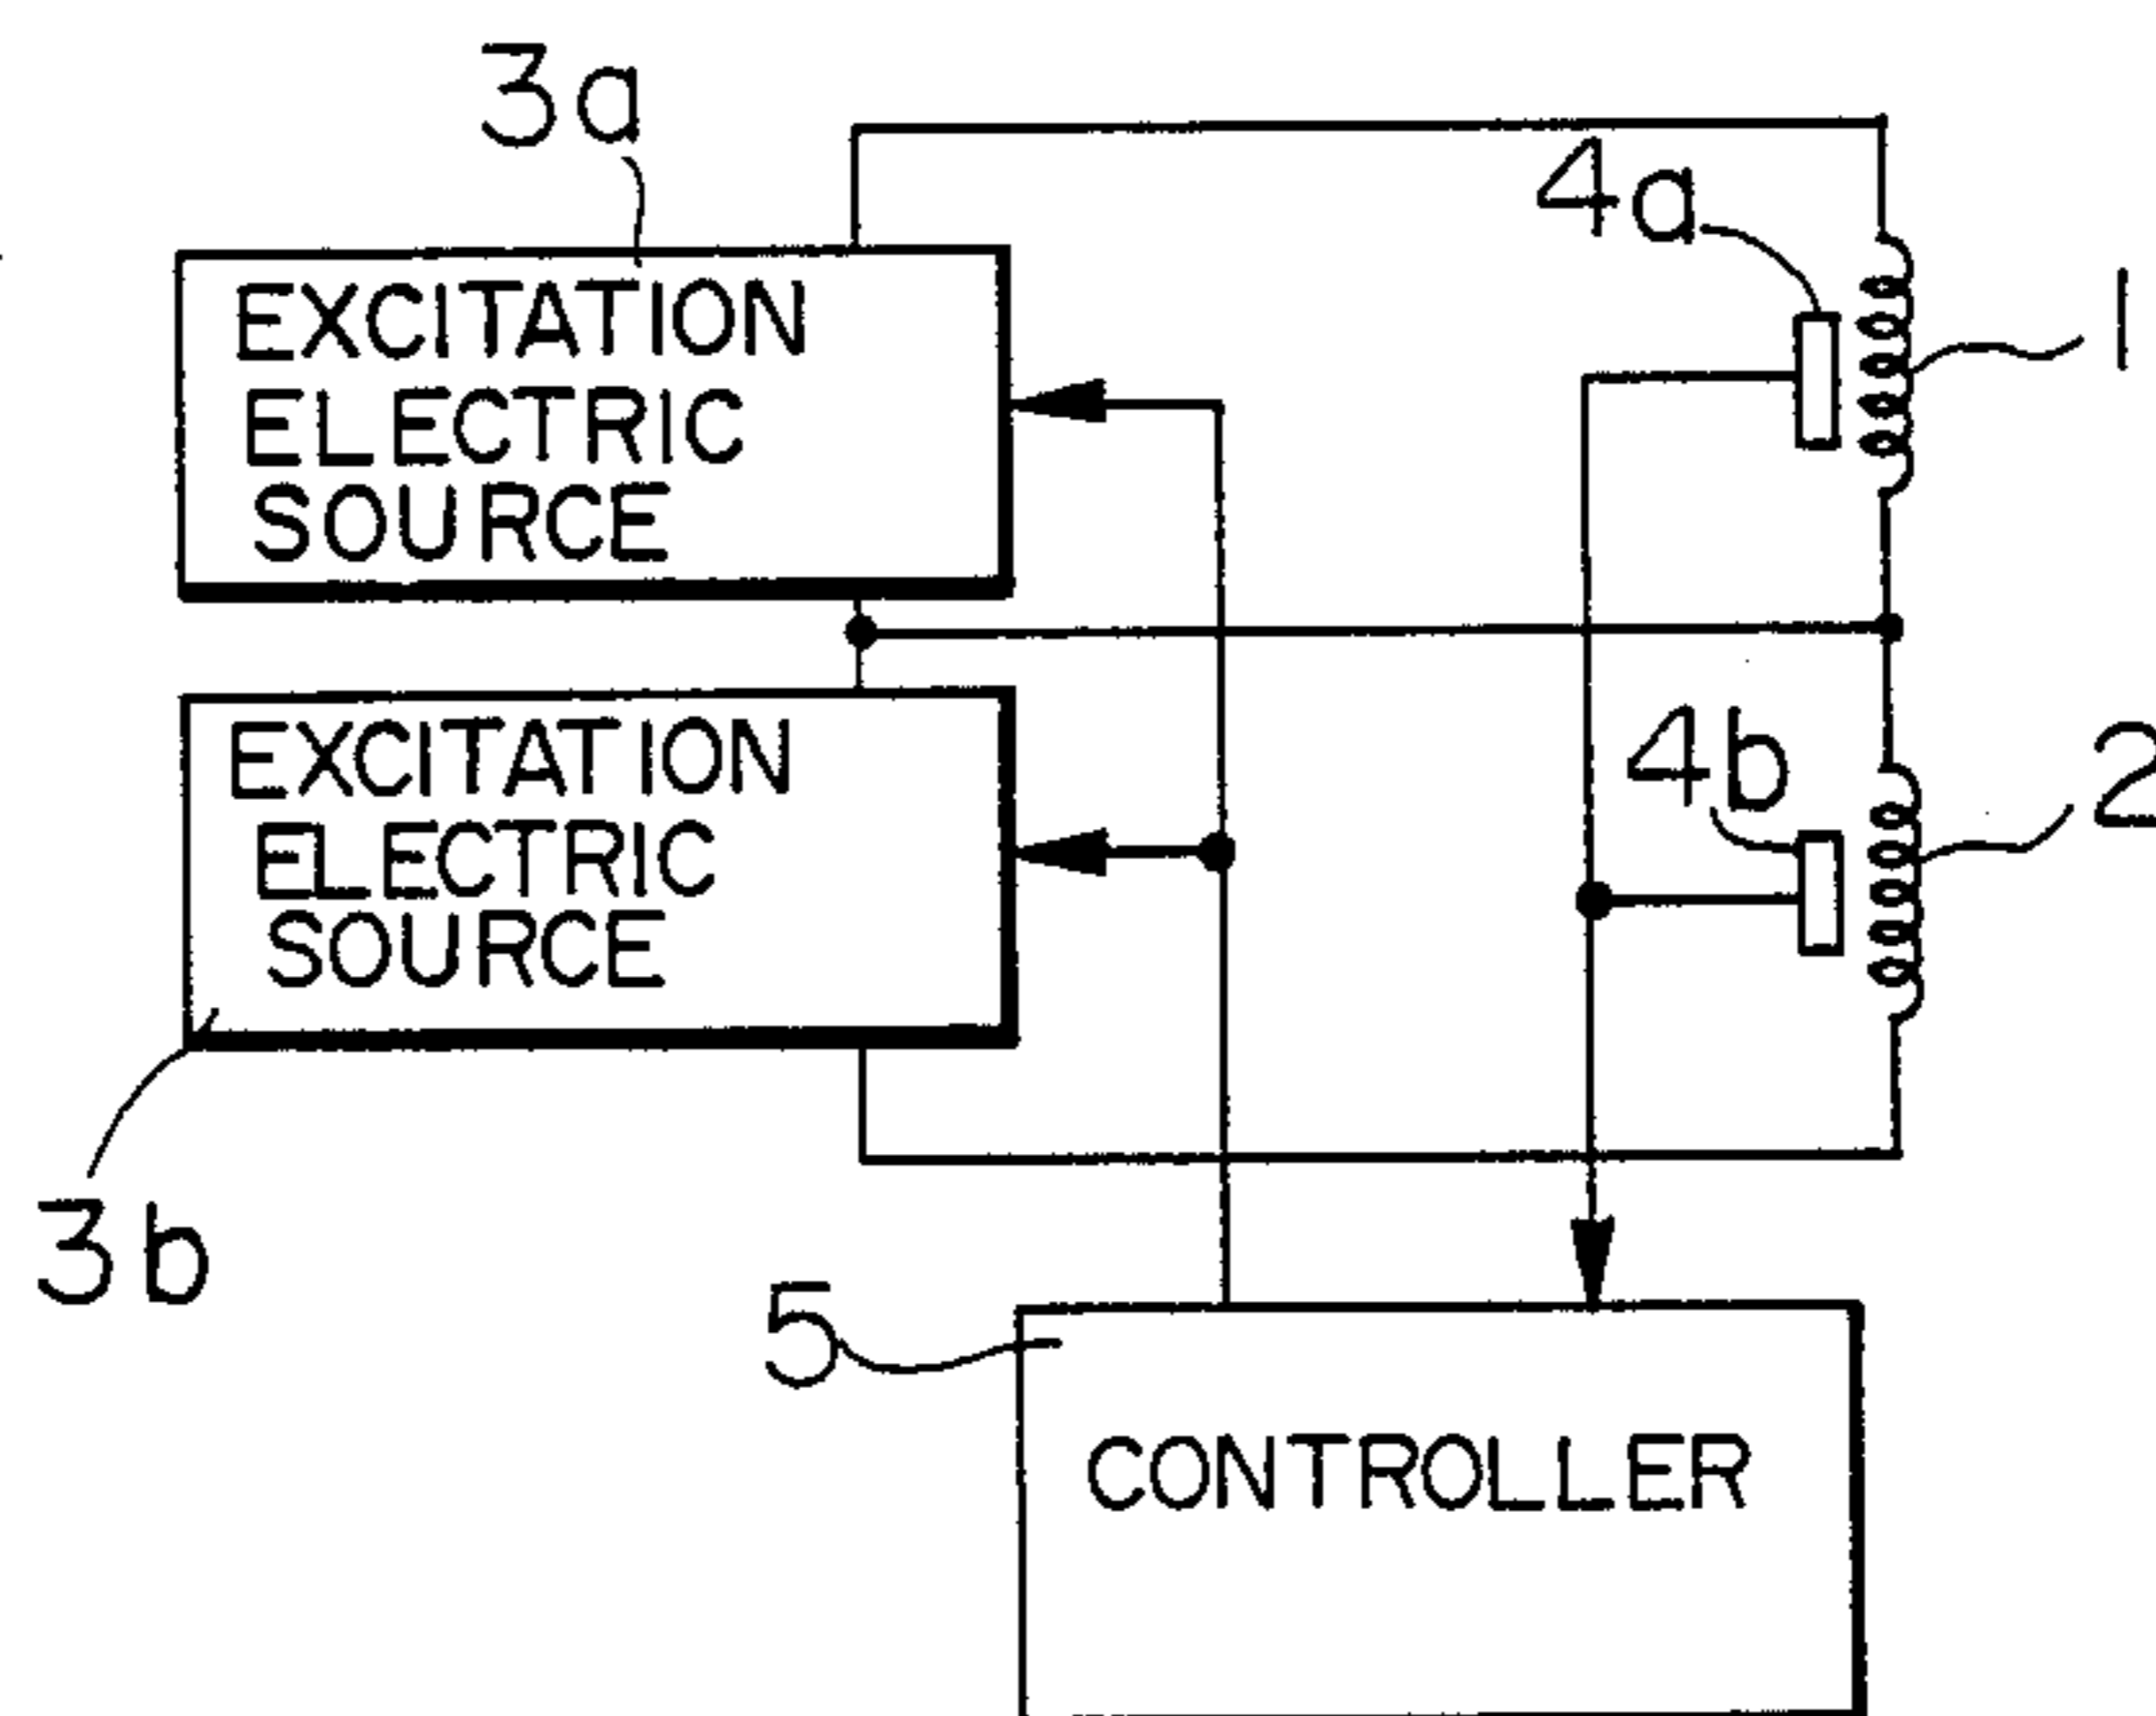 3a
4a
1
EXCITATION
ELECTRIC
SOURCE
4b
2
EXCITATION
ELECTRIC
SOURCE
3b
5
CONTROLLER